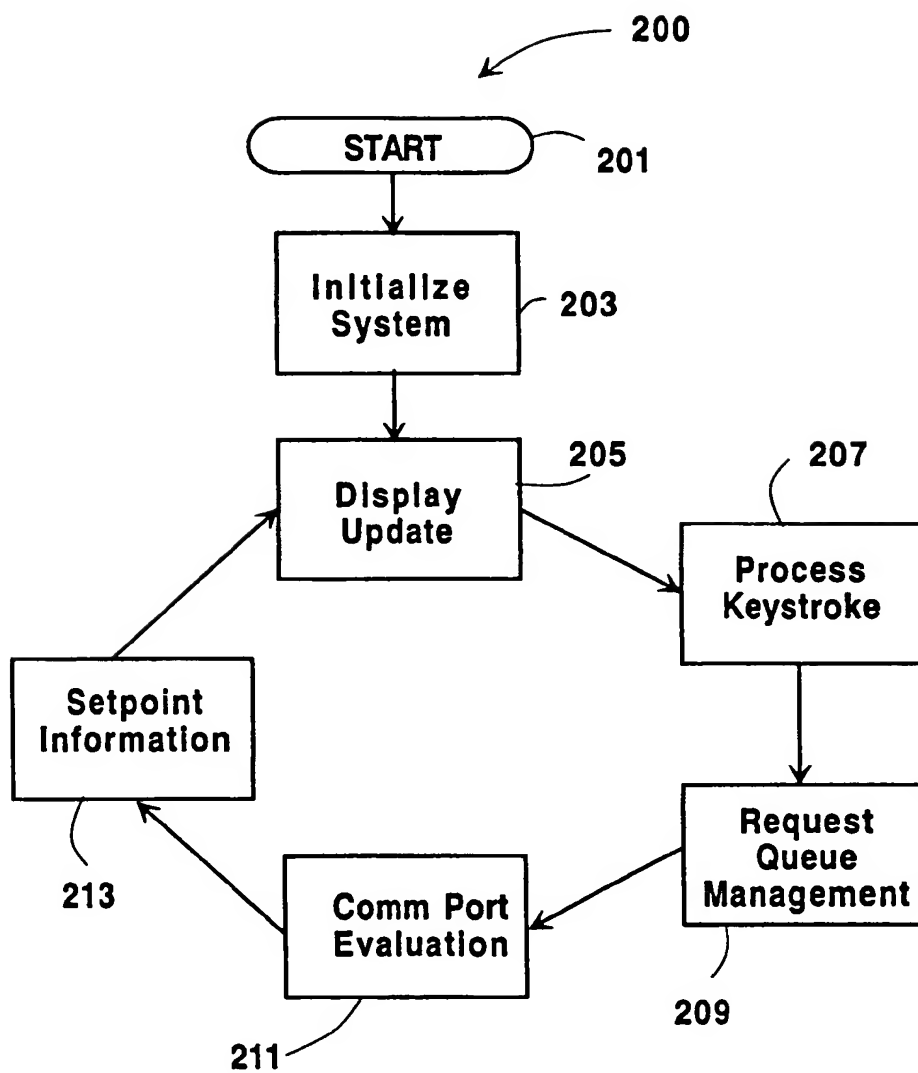 200
START
201
Initialize
System
203
Display
Update
205
207
Process
Keystroke
Setpoint
Information
213
Request
Queue
Management
209
Comm Port
Evaluation
211